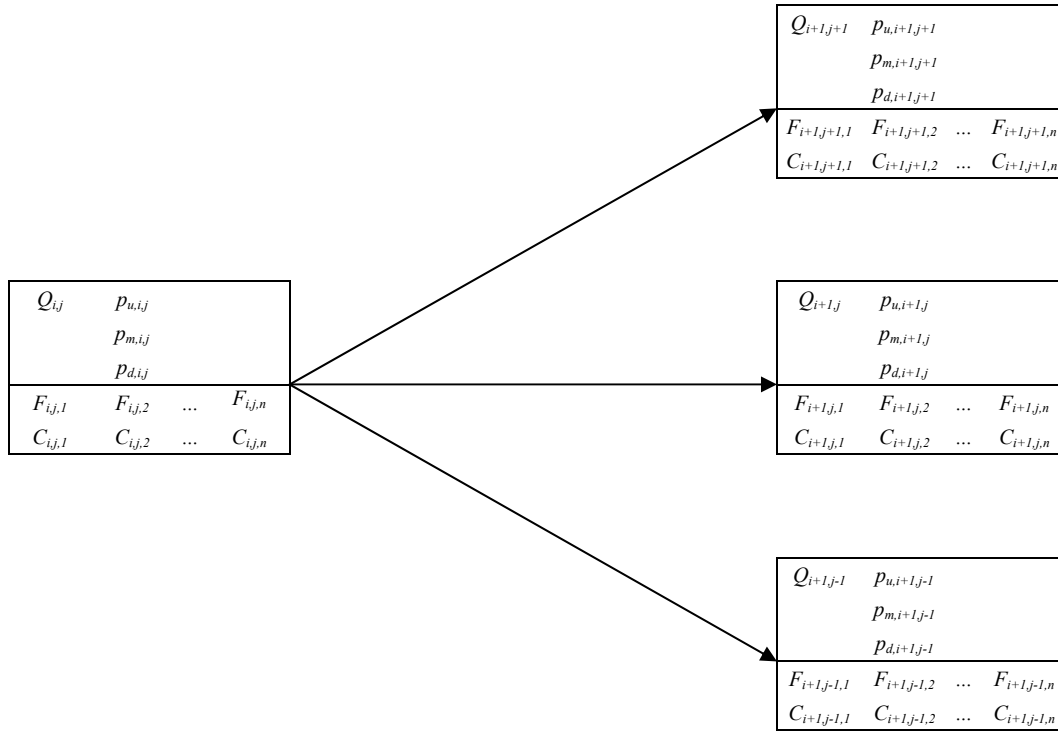 Q_{i+1,j+1} p_{u,i+1,j+1}
p_{m,i+1,j+1}
p_{d,i+1,j+1}
F_{i+1,j+1,1} F_{i+1,j+1,2} ... F_{i+1,j+1,n}
C_{i+1,j+1,1} C_{i+1,j+1,2} ... C_{i+1,j+1,n}
Q_{i,j} p_{u,i,j}
p_{m,i,j}
p_{d,i,j}
F_{i,j,1} F_{i,j,2} ... F_{i,j,n}
C_{i,j,1} C_{i,j,2} ... C_{i,j,n}
Q_{i+1,j} p_{u,i+1,j}
p_{m,i+1,j}
p_{d,i+1,j}
F_{i+1,j,1} F_{i+1,j,2} ... F_{i+1,j,n}
C_{i+1,j,1} C_{i+1,j,2} ... C_{i+1,j,n}
Q_{i+1,j-1} p_{u,i+1,j-1}
p_{m,i+1,j-1}
p_{d,i+1,j-1}
F_{i+1,j-1,1} F_{i+1,j-1,2} ... F_{i+1,j-1,n}
C_{i+1,j-1,1} C_{i+1,j-1,2} ... C_{i+1,j-1,n}